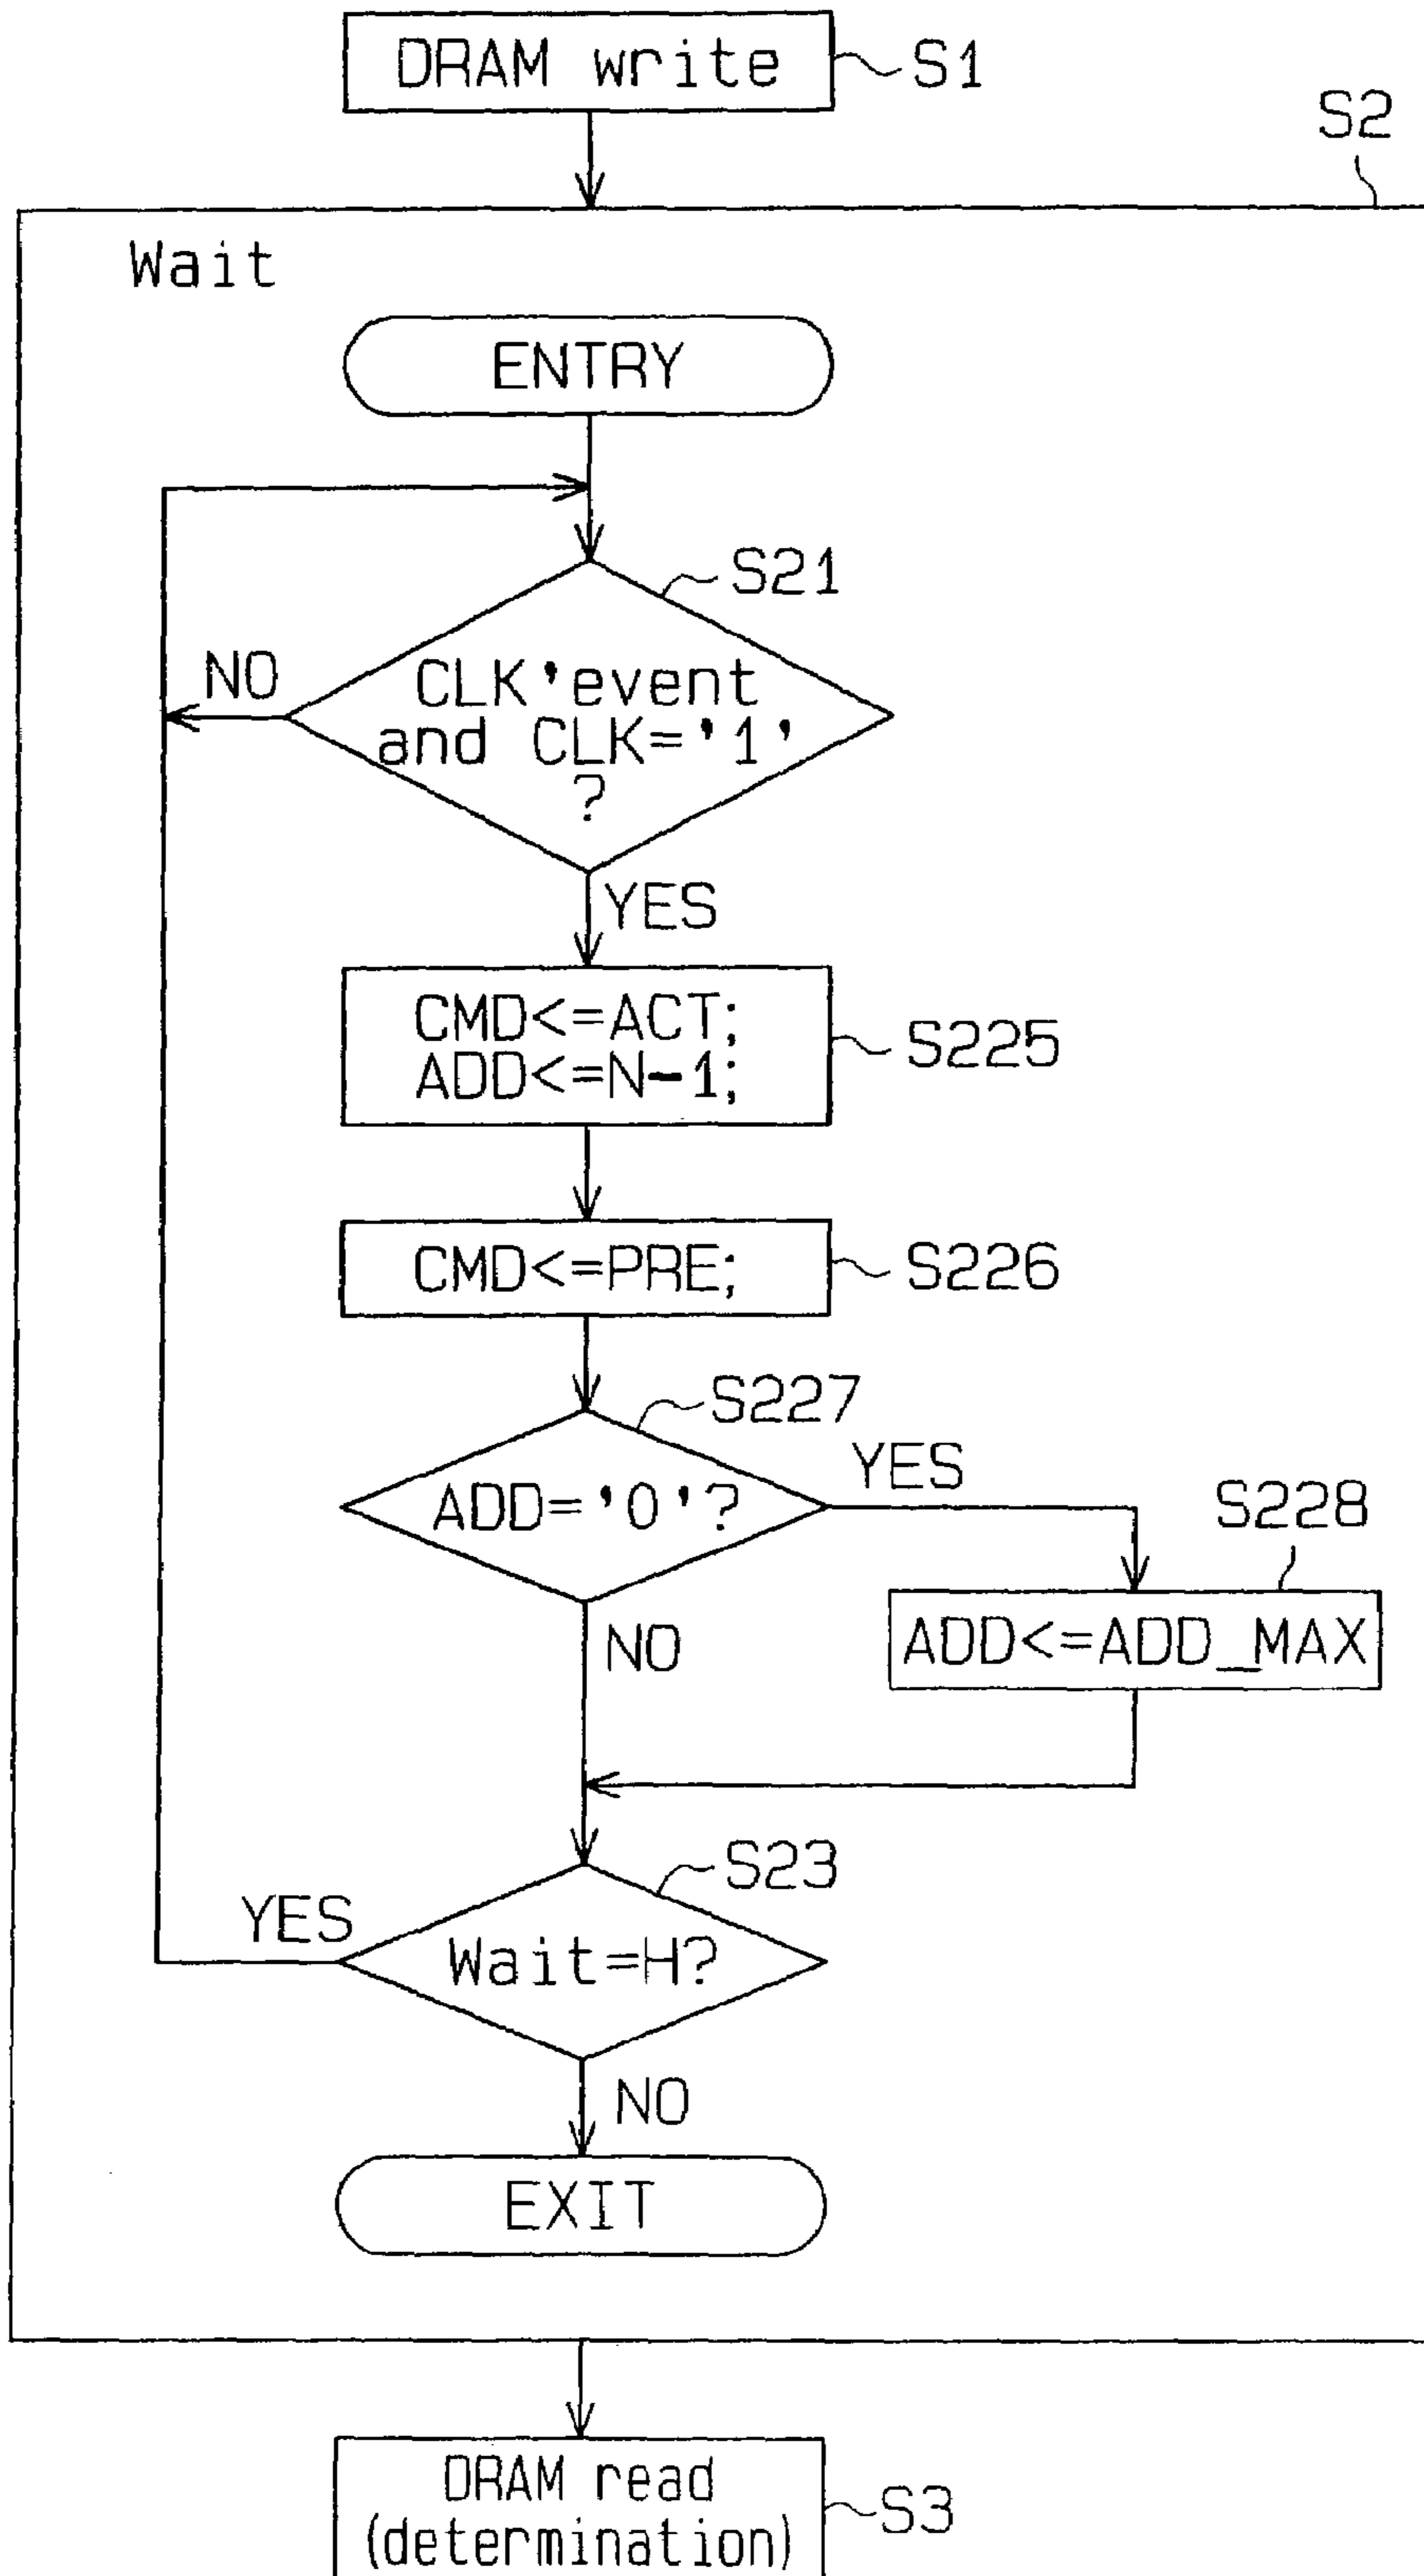 DRAM write
S1
S2
Wait
ENTRY
S21
NO
CLK'event
and CLK='1'
?
YES
CMD<=ACT;
ADD<=N-1;
S225
CMD<=PRE;
S226
S227
YES
ADD='0'?
S228
NO
ADD<=ADD_MAX
S23
YES
Wait=H?
NO
EXIT
DRAM read
(determination)
S3